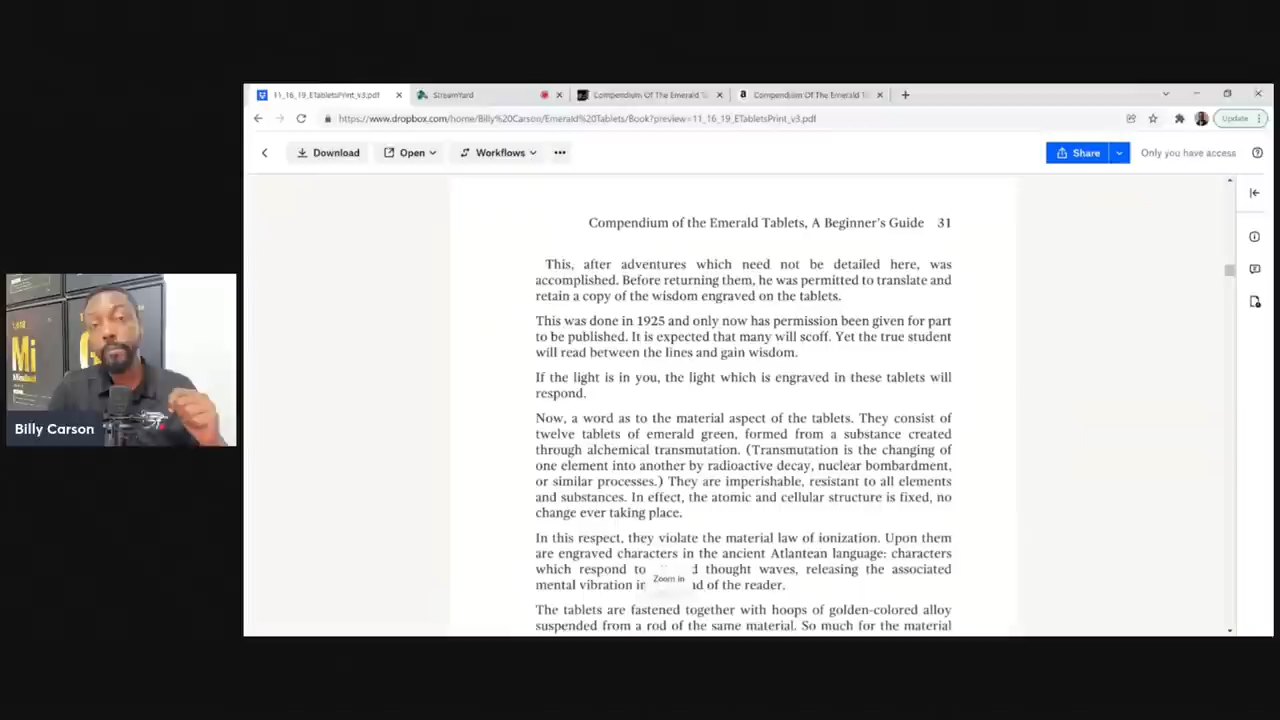 11_16_19_ETabletsPrint_v3.pdf
StreamYard
Compendium Of The Emerald
Compendium Of The Emerald
https://www.dropbox.com/home/Billy%20Carson/Emerald%20Tablets/Book?preview=11_16_19_ETabletsPrint_v3.pdf
Update
Download
Open
Workflows
Share
Only you have access
Compendium of the Emerald Tablets, A Beginner's Guide 31
This, after adventures which need not be detailed here, was
accomplished. Before returning them, he was permitted to translate and
retain a copy of the wisdom engraved on the tablets.
This was done in 1925 and only now has permission been given for part
to be published. It is expected that many will scoff. Yet the true student
will read between the lines and gain wisdom.
If the light is in you, the light which is engraved in these tablets will
respond.
Now, a word as to the material aspect of the tablets. They consist of
twelve tablets of emerald green, formed from a substance created
through alchemical transmutation. (Transmutation is the changing of
one element into another by radioactive decay, nuclear bombardment,
or similar processes.) They are imperishable, resistant to all elements
and substances. In effect, the atomic and cellular structure is fixed, no
change ever taking place.
In this respect, they violate the material law of ionization. Upon them
are engraved characters in the ancient Atlantean language: characters
which respond to thought waves, releasing the associated
mental vibration of the reader.
Zoom in
The tablets are fastened together with hoops of golden-colored alloy
suspended from a rod of the same material. So much for the material
Mi
Billy Carson